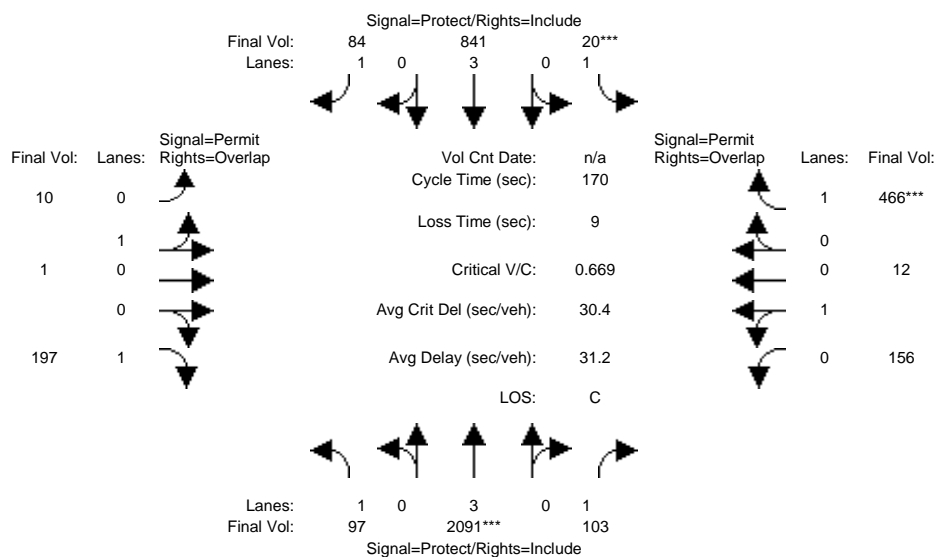 Signal=Protect/Rights=Include
Final Vol: 84 841 20***
Lanes: 1 0 3 0 1
Signal=Permit
Final Vol: Lanes: Rights=Overlap
Vol Cnt Date: n/a
Signal=Permit
Rights=Overlap Lanes: Final Vol:
Cycle Time (sec): 170
10 0
1 466***
Loss Time (sec): 9
1
0
1 0
Critical V/C: 0.669
0 12
0
Avg Crit Del (sec/veh): 30.4
1
197 1
Avg Delay (sec/veh): 31.2
0 156
LOS: C
Lanes: 1 0 3 0 1
Final Vol: 97 2091*** 103
Signal=Protect/Rights=Include